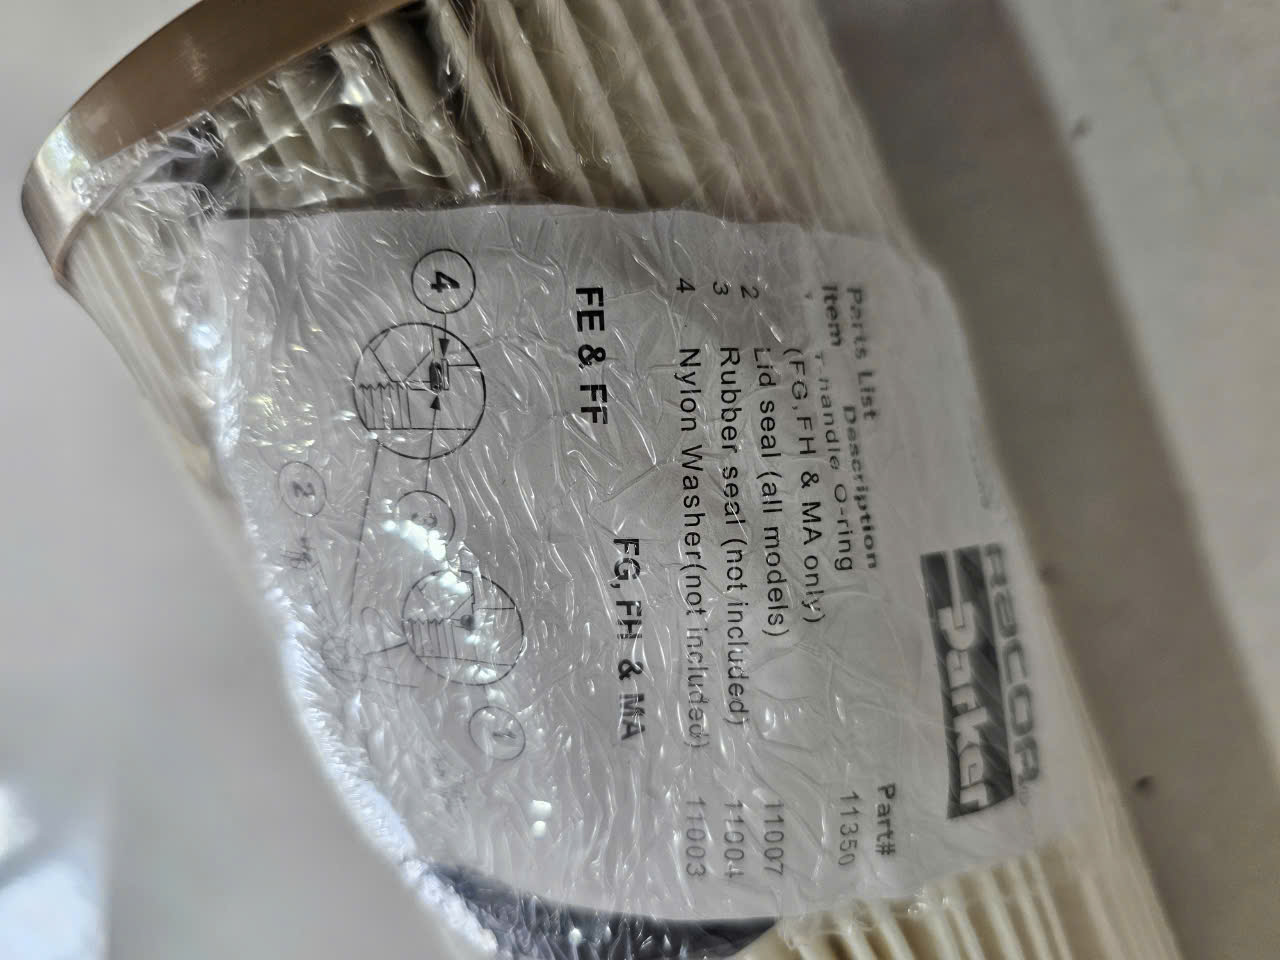 RACOR
Parker
Parts List
Item Description Part#
1 T-handle O-ring 11350
(FG,FH & MA only)
2 Lid seal (all models) 11007
3 Rubber seal (not included) 11004
4 Nylon Washer(not included) 11003
FE & FF
FG, FH & MA
4
3
2
1